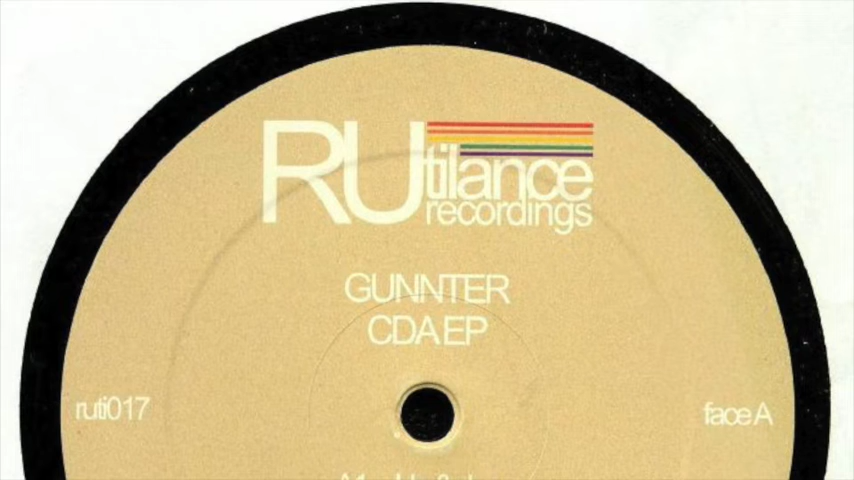 RUtilance
recordings
GUNNTER
CDA EP
ruti017
face A